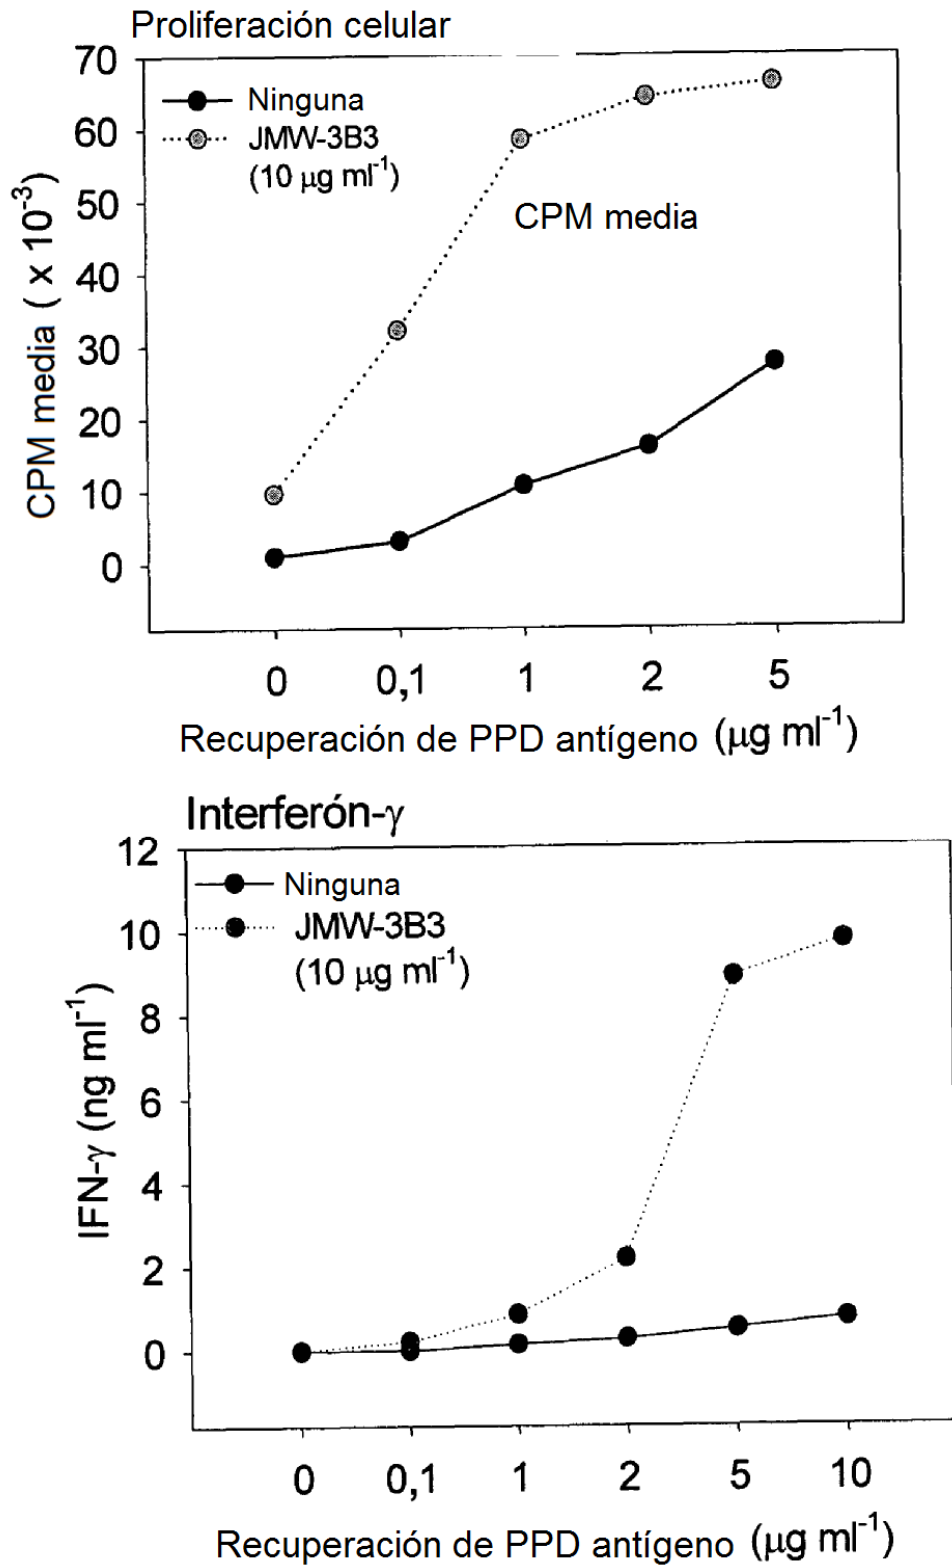 Proliferación celular
70
60
50
40
30
20
10
0
CPM media ( x 10⁻³)
Ninguna
JMW-3B3
(10 µg ml⁻¹)
CPM media
0 0,1 1 2 5
Recuperación de PPD antígeno (µg ml⁻¹)
Interferón-γ
12
10
8
6
4
2
0
IFN-γ (ng ml⁻¹)
Ninguna
JMW-3B3
(10 µg ml⁻¹)
0 0,1 1 2 5 10
Recuperación de PPD antígeno (µg ml⁻¹)